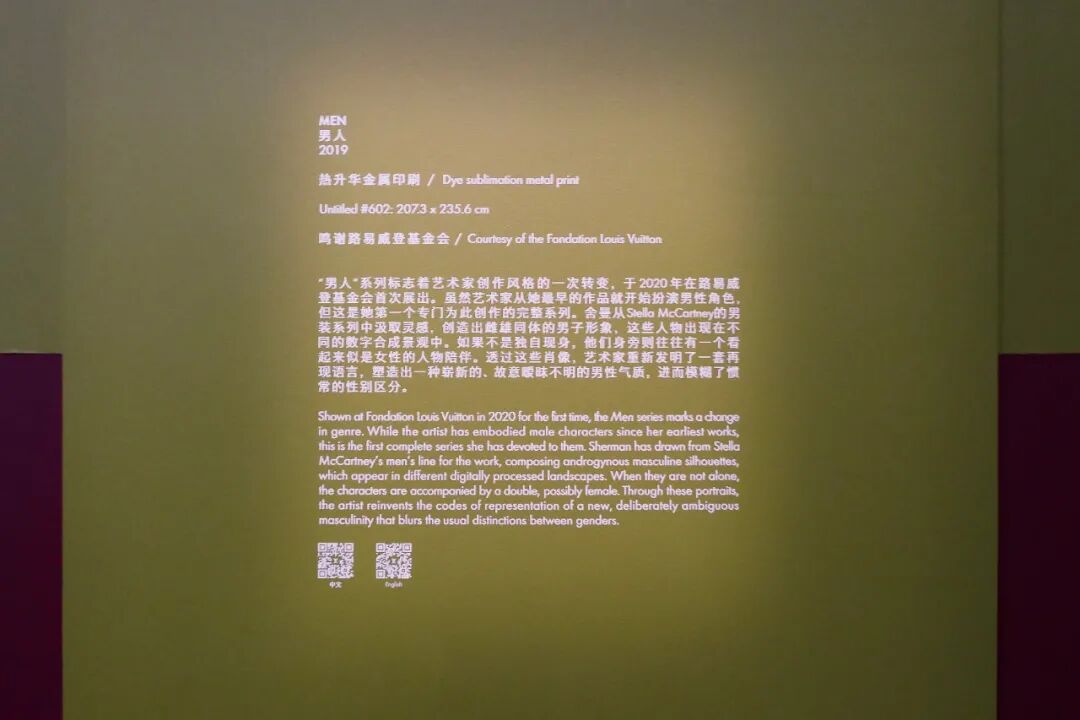 MEN
男人
2019
热升华金属印刷 / Dye sublimation metal print
Untitled #602: 207.3 x 235.6 cm
鸣谢路易威登基金会 / Courtesy of the Fondation Louis Vuitton
“男人”系列标志着艺术家创作风格的一次转变，于2020年在路易威
登基金会首次展出。虽然艺术家从她最早的作品就开始扮演男性角色，
但这是她第一个专门为此创作的完整系列。舍曼从Stella McCartney的男
装系列中汲取灵感，创造出雌雄同体的男子形象，这些人物出现在不
同的数字合成景观中。如果不是独自现身，他们身旁则往往有一个看
起来似是女性的人物陪伴。透过这些肖像，艺术家重新发明了一套再
现语言，塑造出一种崭新的、故意暧昧不明的男性气质，进而模糊了惯
常的性别区分。
Shown at Fondation Louis Vuitton in 2020 for the first time, the Men series marks a change
in genre. While the artist has embodied male characters since her earliest works,
this is the first complete series she has devoted to them. Sherman has drawn from Stella
McCartney's men's line for the work, composing androgynous masculine silhouettes,
which appear in different digitally processed landscapes. When they are not alone,
the characters are accompanied by a double, possibly female. Through these portraits,
the artist reinvents the codes of representation of a new, deliberately ambiguous
masculinity that blurs the usual distinctions between genders.
中文
English